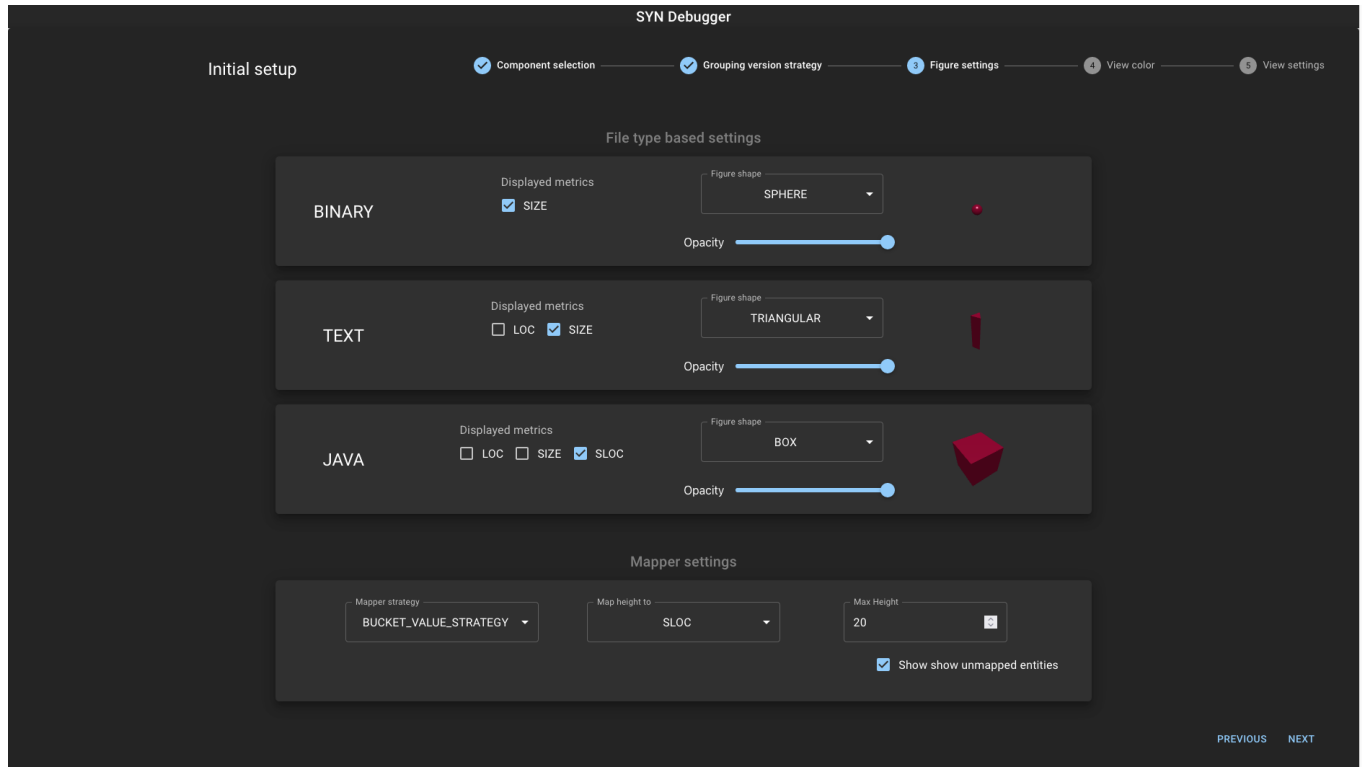 SYN Debugger
Initial setup
Component selection
Grouping version strategy
3 Figure settings
4 View color
5 View settings
File type based settings
BINARY
Displayed metrics
SIZE
Figure shape
SPHERE
Opacity
TEXT
Displayed metrics
LOC SIZE
Figure shape
TRIANGULAR
Opacity
JAVA
Displayed metrics
LOC SIZE SLOC
Figure shape
BOX
Opacity
Mapper settings
Mapper strategy
BUCKET_VALUE_STRATEGY
Map height to
SLOC
Max Height
20
Show show unmapped entities
PREVIOUS NEXT